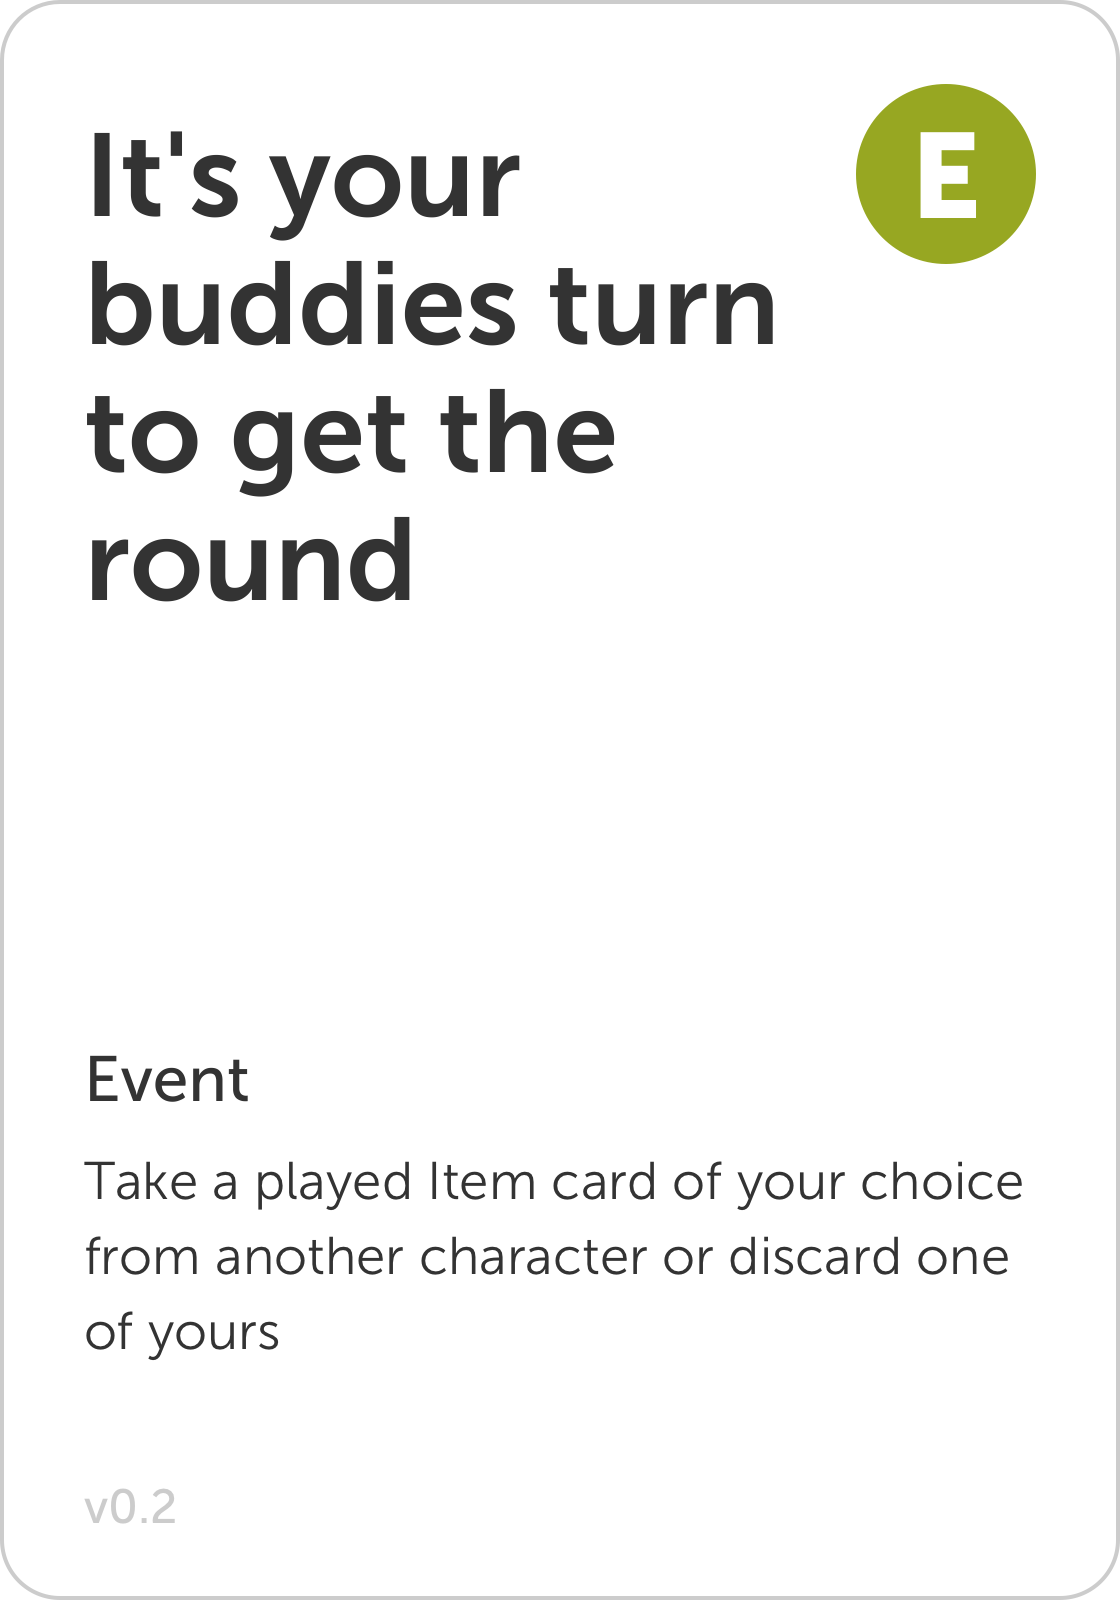 It's your
E
buddies turn
to get the
round
Event
Take a played Item card of your choice
from another character or discard one
of yours
v0.2